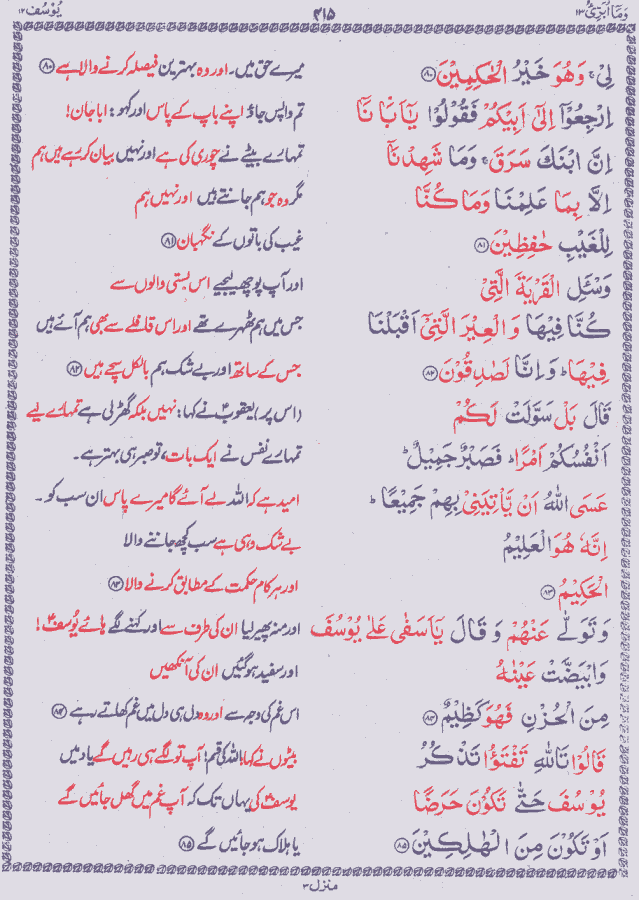 وَمَآ اُبَرِّئُ ۱۳
۴۱۵
یُوْسُف ۱۲
لِیْ ۚ وَهُوَ خَیْرُ الْحٰكِمِیْنَ ﴿۸۰﴾
میرے حق میں۔ اور وہ بہترین فیصلہ کرنے والا ہے ﴿۸۰﴾
اِرْجِعُوْۤا اِلٰۤى اَبِیْكُمْ فَقُوْلُوْا یٰۤاَبَانَاۤ
تم واپس جاؤ اپنے باپ کے پاس اور کہو: ابا جان!
اِنَّ ابْنَكَ سَرَقَ ۚ وَمَا شَهِدْنَاۤ
تمہارے بیٹے نے چوری کی ہے اور نہیں بیان کر رہے ہیں ہم
اِلَّا بِمَا عَلِمْنَا وَمَا كُنَّا
مگر وہ جو ہم جانتے ہیں اور نہیں ہم
لِلْغَیْبِ حٰفِظِیْنَ ﴿۸۱﴾
غیب کی باتوں کے نگہبان ﴿۸۱﴾
وَسْـَٔلِ الْقَرْیَةَ الَّتِیْ
اور آپ پوچھ لیجیے اس بستی والوں سے
كُنَّا فِیْهَا وَالْعِیْرَ الَّتِیْۤ اَقْبَلْنَا
جس میں ہم ٹھہرے تھے اور اس قافلے سے بھی ہم آئے ہیں
فِیْهَا ؕ وَاِنَّا لَصٰدِقُوْنَ ﴿۸۲﴾
جس کے ساتھ اور بے شک ہم بالکل سچے ہیں ﴿۸۲﴾
قَالَ بَلْ سَوَّلَتْ لَكُمْ
(اس پر) یعقوبؑ نے کہا: نہیں بلکہ گھڑ لی ہے تمہارے لیے
اَنْفُسُكُمْ اَمْرًا ؕ فَصَبْرٌ جَمِیْلٌ ؕ
تمہارے نفس نے ایک بات، تو صبر ہی بہتر ہے۔
عَسَى اللّٰهُ اَنْ یَّاْتِیَنِیْ بِهِمْ جَمِیْعًا ؕ
امید ہے کہ اللہ لے آئے گا میرے پاس ان سب کو۔
اِنَّهٗ هُوَ الْعَلِیْمُ
بے شک وہی ہے سب کچھ جاننے والا
الْحَكِیْمُ ﴿۸۳﴾
اور ہر کام حکمت کے مطابق کرنے والا ﴿۸۳﴾
وَتَوَلّٰى عَنْهُمْ وَقَالَ یٰۤاَسَفٰى عَلٰى یُوْسُفَ
اور منہ پھیر لیا ان کی طرف سے اور کہنے لگے ہائے یُوسفؑ!
وَابْیَضَّتْ عَیْنٰهُ
اور سفید ہو گئیں ان کی آنکھیں
مِنَ الْحُزْنِ فَهُوَ كَظِیْمٌ ﴿۸۴﴾
اس غم کی وجہ سے اور وہ دل ہی دل میں غم کھاتے رہے ﴿۸۴﴾
قَالُوْا تَاللّٰهِ تَفْتَؤُا تَذْكُرُ
بیٹوں نے کہا: اللہ کی قسم! آپ تو لگے ہی رہیں گے یاد میں
یُوْسُفَ حَتّٰى تَكُوْنَ حَرَضًا
یوسفؑ کی یہاں تک کہ آپ غم میں گھل جائیں گے
اَوْ تَكُوْنَ مِنَ الْهٰلِكِیْنَ ﴿۸۵﴾
یا ہلاک ہو جائیں گے ﴿۸۵﴾
منزل ۳